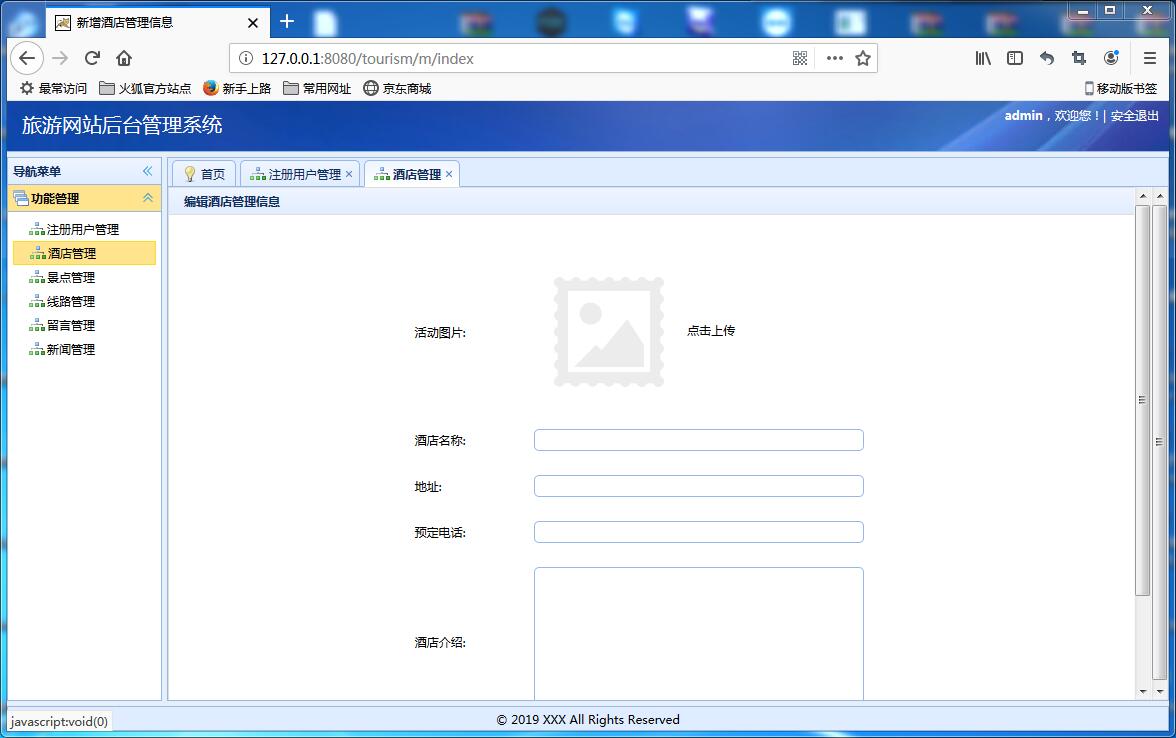 新增酒店管理信息
127.0.0.1:8080/tourism/m/index
最常访问 火狐官方站点 新手上路 常用网址 京东商城 移动版书签
旅游网站后台管理系统
admin，欢迎您！| 安全退出
导航菜单
首页 注册用户管理 酒店管理
功能管理
编辑酒店管理信息
注册用户管理
酒店管理
景点管理
线路管理
留言管理
新闻管理
活动图片:
点击上传
酒店名称:
地址:
预定电话:
酒店介绍:
javascript:void(0)
© 2019 XXX All Rights Reserved